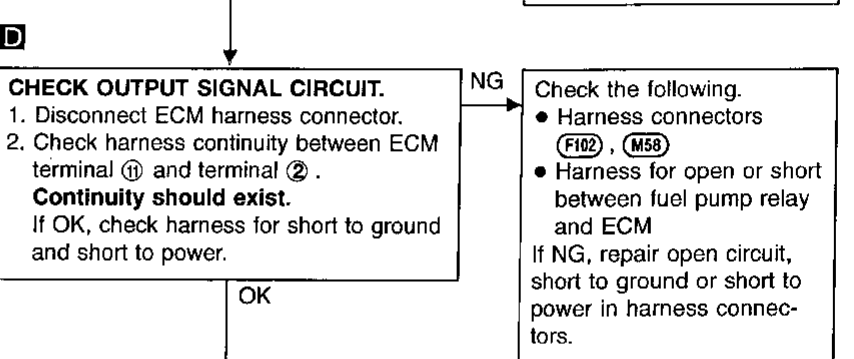 D
CHECK OUTPUT SIGNAL CIRCUIT.
1. Disconnect ECM harness connector.
2. Check harness continuity between ECM
terminal ⑪ and terminal ② .
Continuity should exist.
If OK, check harness for short to ground
and short to power.
OK
NG
Check the following.
● Harness connectors
F102 , M58
● Harness for open or short
between fuel pump relay
and ECM
If NG, repair open circuit,
short to ground or short to
power in harness connec-
tors.